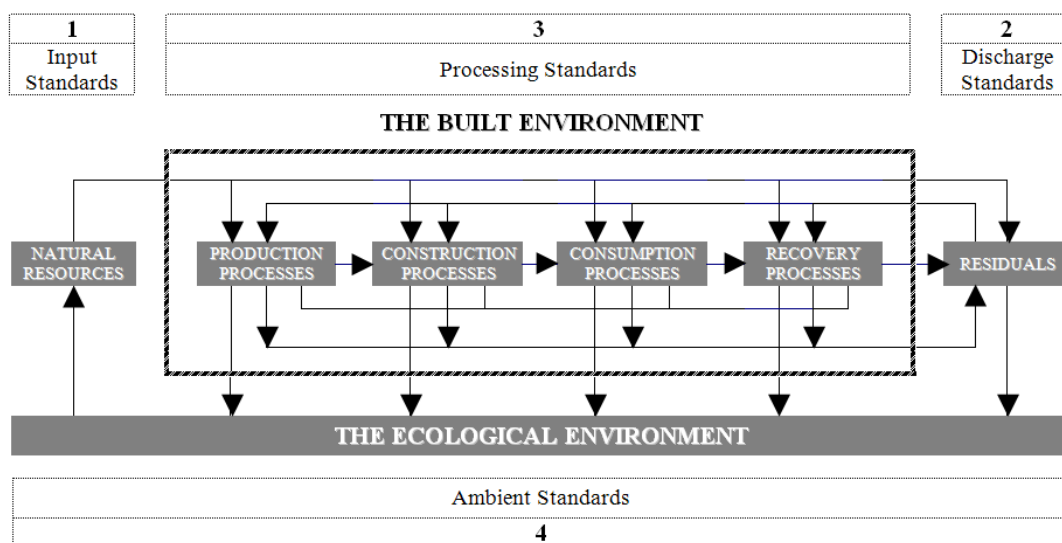 1
Input
Standards
3
Processing Standards
2
Discharge
Standards
THE BUILT ENVIRONMENT
NATURAL
RESOURCES
PRODUCTION
PROCESSES
CONSTRUCTION
PROCESSES
CONSUMPTION
PROCESSES
RECOVERY
PROCESSES
RESIDUALS
THE ECOLOGICAL ENVIRONMENT
Ambient Standards
4